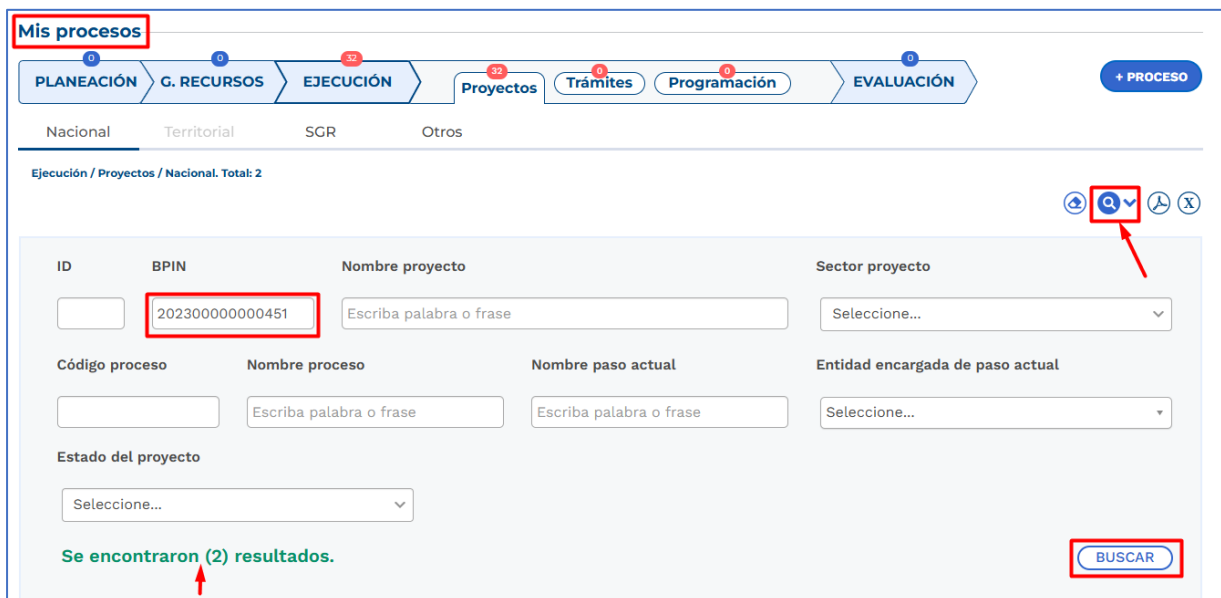 Mis procesos
0 0 32 32 0 0 0
PLANEACIÓN G. RECURSOS EJECUCIÓN Proyectos Trámites Programación EVALUACIÓN + PROCESO
Nacional Territorial SGR Otros
Ejecución / Proyectos / Nacional. Total: 2
X
ID BPIN Nombre proyecto Sector proyecto
202300000000451 Escriba palabra o frase Seleccione...
Código proceso Nombre proceso Nombre paso actual Entidad encargada de paso actual
Escriba palabra o frase Escriba palabra o frase Seleccione...
Estado del proyecto
Seleccione...
Se encontraron (2) resultados. BUSCAR